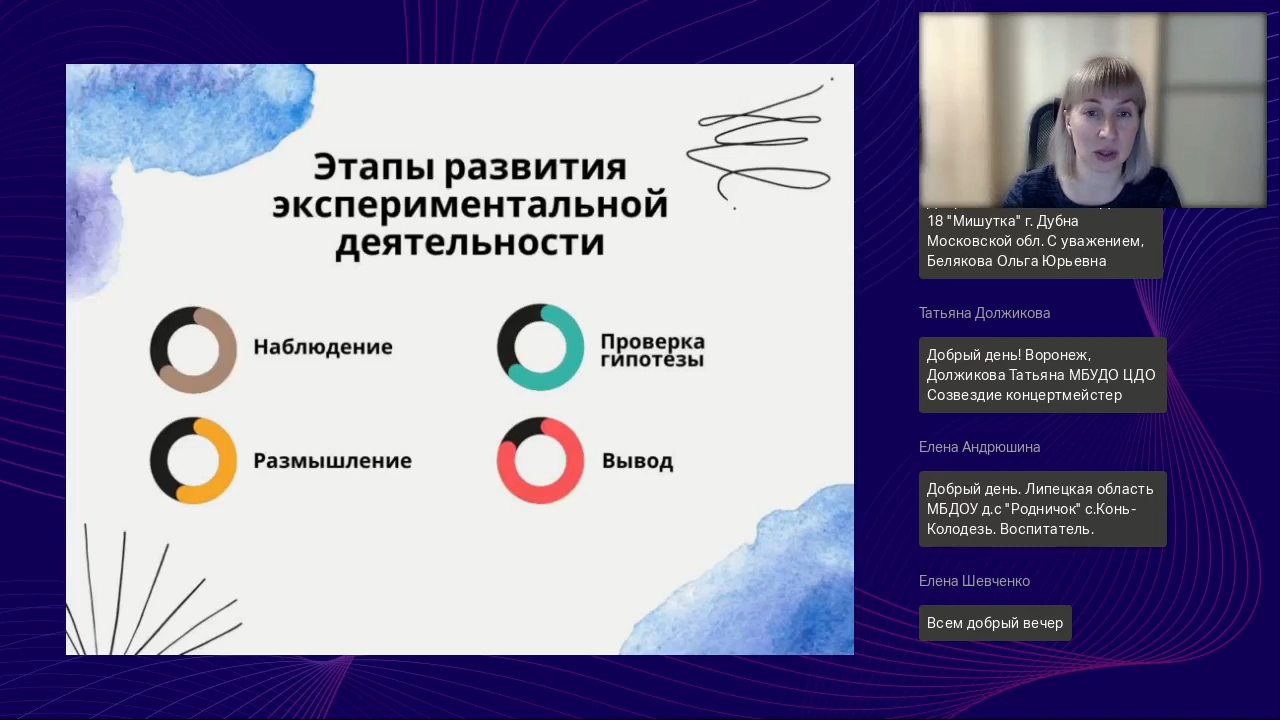 Этапы развития
экспериментальной
деятельности
Наблюдение
Проверка
гипотезы
Размышление
Вывод
18 "Мишутка" г. Дубна
Московской обл. С уважением,
Белякова Ольга Юрьевна
Татьяна Должикова
Добрый день! Воронеж,
Должикова Татьяна МБУДО ЦДО
Созвездие концертмейстер
Елена Андрюшина
Добрый день. Липецкая область
МБДОУ д.с "Родничок" с.Конь-
Колодезь. Воспитатель.
Елена Шевченко
Всем добрый вечер